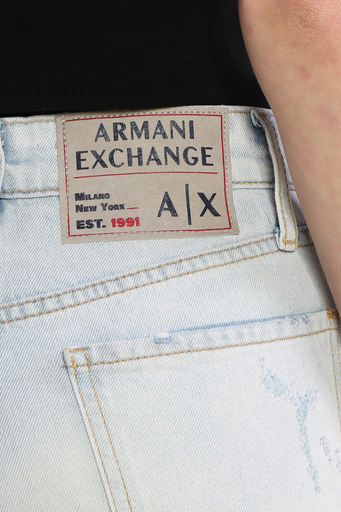 ARMANI
EXCHANGE
MILANO
NEW YORK
EST. 1991
A|X